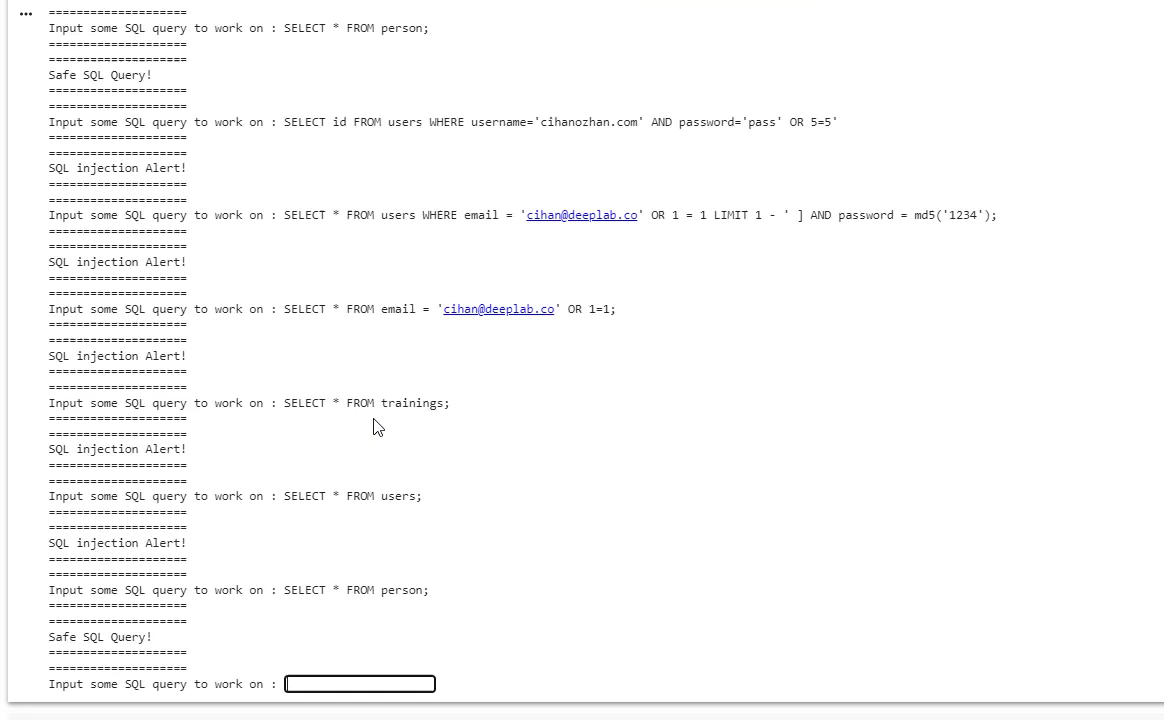 ====================
Input some SQL query to work on : SELECT * FROM person;
====================
====================
Safe SQL Query!
====================
====================
Input some SQL query to work on : SELECT id FROM users WHERE username='cihanozhan.com' AND password='pass' OR 5=5'
====================
====================
SQL injection Alert!
====================
====================
Input some SQL query to work on : SELECT * FROM users WHERE email = 'cihan@deeplab.co' OR 1 = 1 LIMIT 1 - ' ] AND password = md5('1234');
====================
====================
SQL injection Alert!
====================
====================
Input some SQL query to work on : SELECT * FROM email = 'cihan@deeplab.co' OR 1=1;
====================
====================
SQL injection Alert!
====================
====================
Input some SQL query to work on : SELECT * FROM trainings;
====================
====================
SQL injection Alert!
====================
====================
Input some SQL query to work on : SELECT * FROM users;
====================
====================
SQL injection Alert!
====================
====================
Input some SQL query to work on : SELECT * FROM person;
====================
====================
Safe SQL Query!
====================
====================
Input some SQL query to work on :